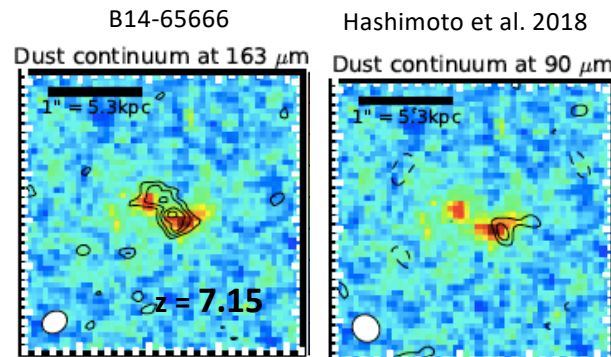 B14-65666
Hashimoto et al. 2018
Dust continuum at 163 μm
Dust continuum at 90 μm
1" = 5.3kpc
1" = 5.3kpc
z = 7.15